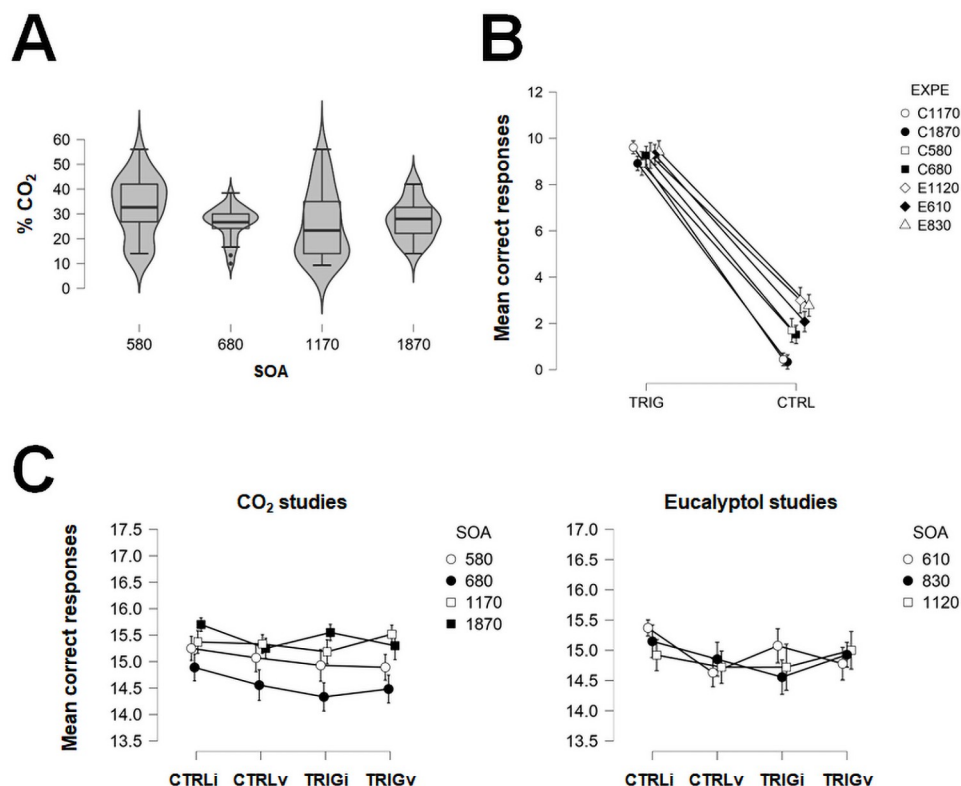 A
% CO2
60
50
40
30
20
10
0
580 680 1170 1870
SOA
B
Mean correct responses
12
10
8
6
4
2
0
TRIG CTRL
EXPE
C1170
C1870
C580
C680
E1120
E610
E830
C
CO2 studies
Mean correct responses
17.5
17.0
16.5
16.0
15.5
15.0
14.5
14.0
13.5
CTRLi CTRLv TRIGi TRIGv
SOA
580
680
1170
1870
Eucalyptol studies
17.5
17.0
16.5
16.0
15.5
15.0
14.5
14.0
13.5
CTRLi CTRLv TRIGi TRIGv
SOA
610
830
1120